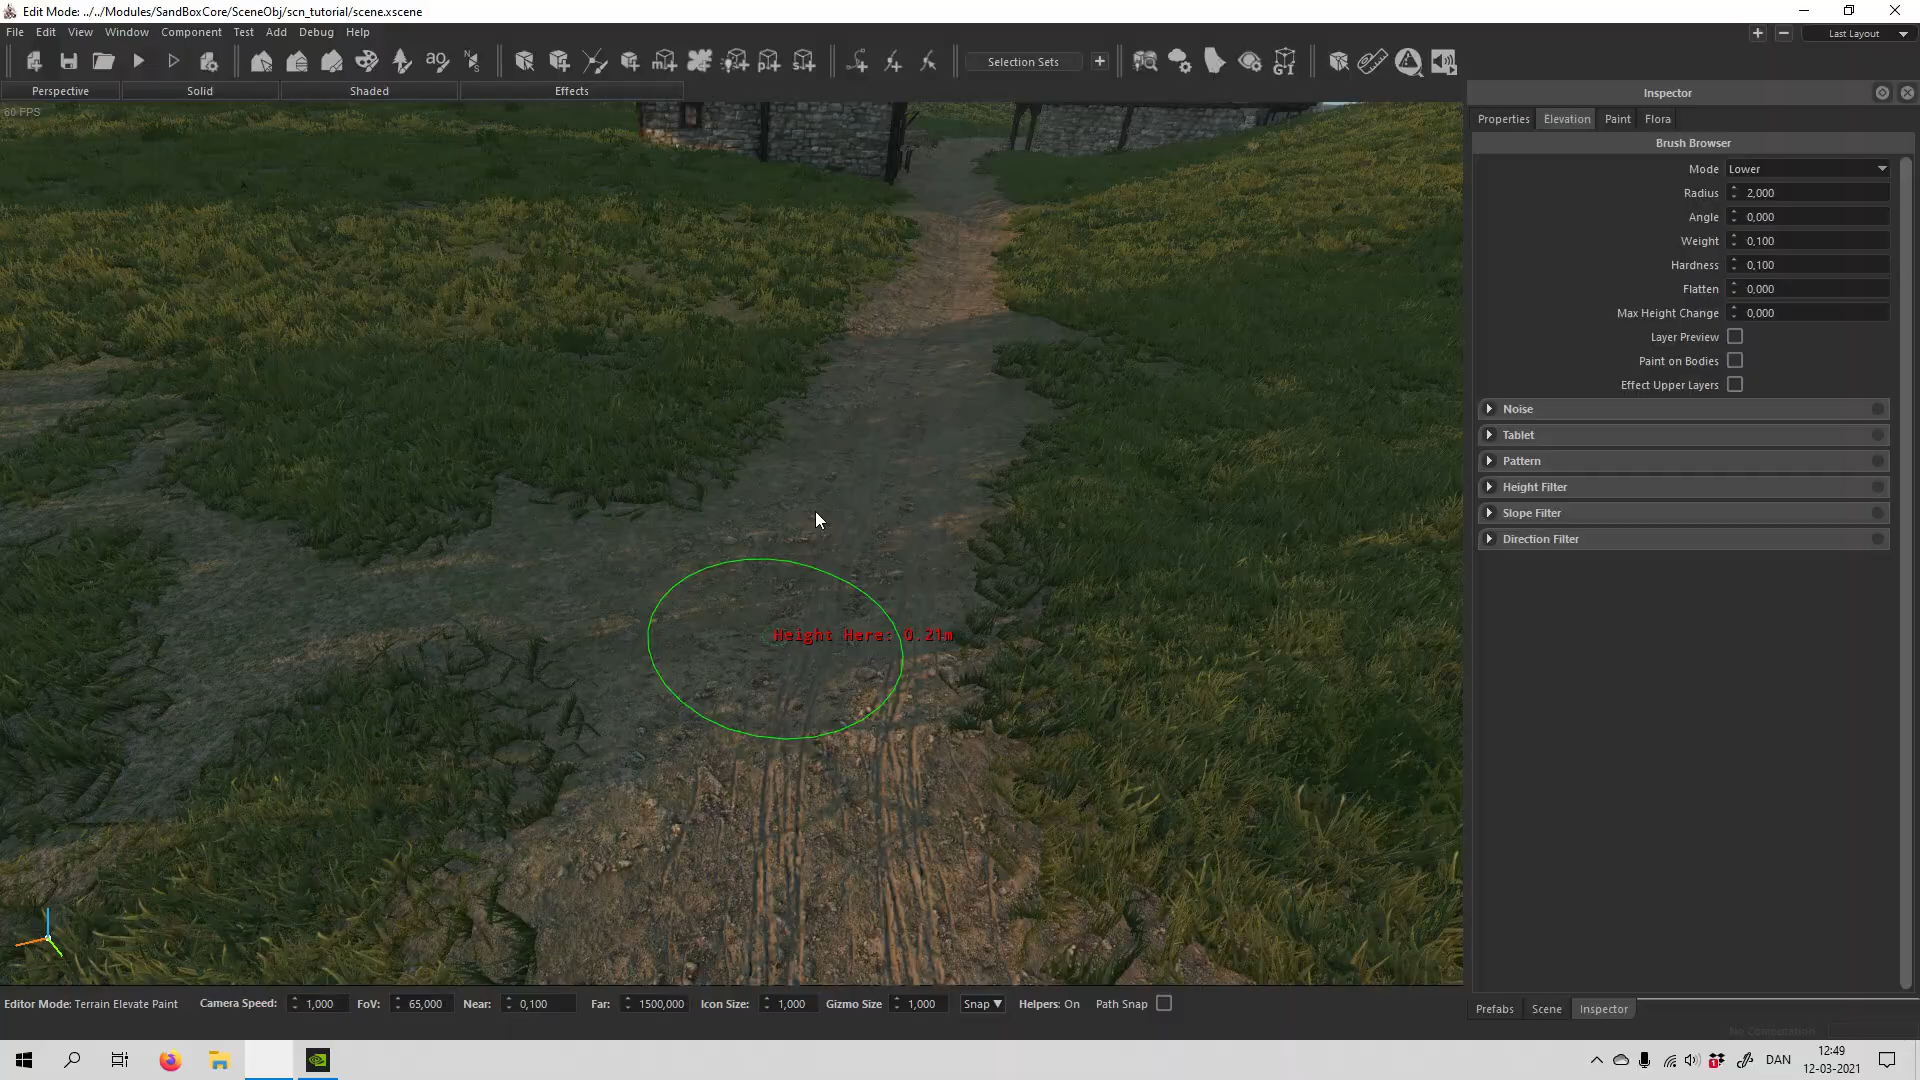 Edit Mode: ../../Modules/SandBoxCore/SceneObj/scn_tutorial/scene.xscene
File Edit View Window Component Test Add Debug Help
Last Layout
ao
Selection Sets
GI
Perspective Solid Shaded Effects
Inspector
60 FPS
Properties Elevation Paint Flora
Brush Browser
Mode Lower
Radius 2,000
Angle 0,000
Weight 0,100
Hardness 0,100
Flatten 0,000
Max Height Change 0,000
Layer Preview
Paint on Bodies
Effect Upper Layers
Noise
Tablet
Pattern
Height Filter
Slope Filter
Direction Filter
Height Here: 0.21m
Editor Mode: Terrain Elevate Paint Camera Speed: 1,000 FoV: 65,000 Near: 0,100 Far: 1500,000 Icon Size: 1,000 Gizmo Size 1,000 Snap Helpers: On Path Snap
Prefabs Scene Inspector
No Computation
DAN
12:49
12-03-2021